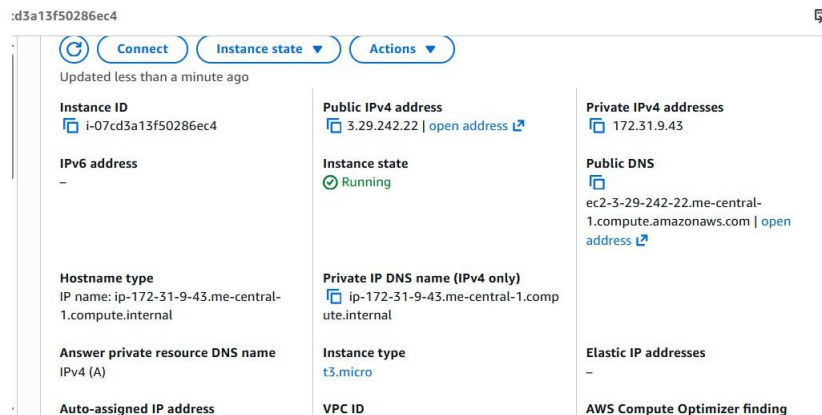 :d3a13f50286ec4
Connect
Instance state
Actions
Updated less than a minute ago
Instance ID
i-07cd3a13f50286ec4
Public IPv4 address
3.29.242.22 | open address
Private IPv4 addresses
172.31.9.43
IPv6 address
–
Instance state
Running
Public DNS
ec2-3-29-242-22.me-central-
1.compute.amazonaws.com | open
address
Hostname type
IP name: ip-172-31-9-43.me-central-
1.compute.internal
Private IP DNS name (IPv4 only)
ip-172-31-9-43.me-central-1.comp
ute.internal
Answer private resource DNS name
IPv4 (A)
Instance type
t3.micro
Elastic IP addresses
–
Auto-assigned IP address
VPC ID
AWS Compute Optimizer finding